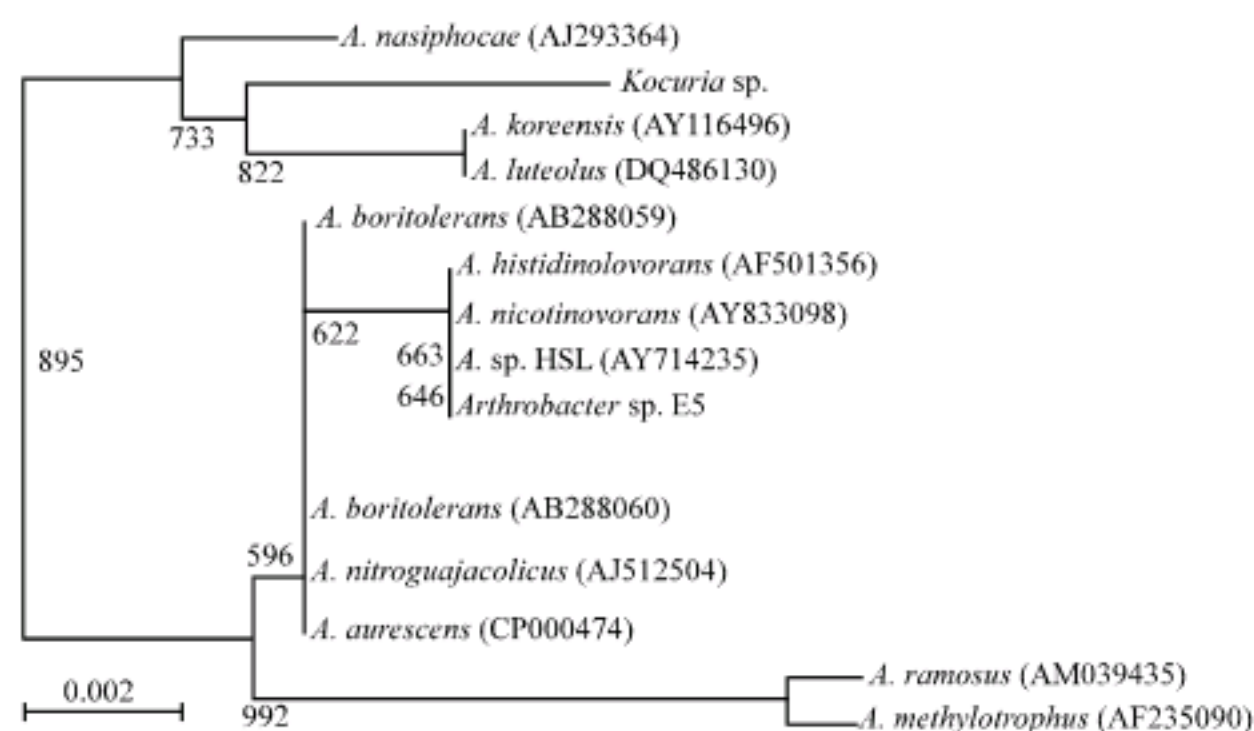 A. nasiphocae (AJ293364)
Kocuria sp.
A. koreensis (AY116496)
733
822
A. luteolus (DQ486130)
A. boritolerans (AB288059)
A. histidinolovorans (AF501356)
A. nicotinovorans (AY833098)
622
895
663
A. sp. HSL (AY714235)
646
Arthrobacter sp. E5
A. boritolerans (AB288060)
596
A. nitroguajacolicus (AJ512504)
A. aurescens (CP000474)
A. ramosus (AM039435)
0.002
992
A. methylotrophus (AF235090)